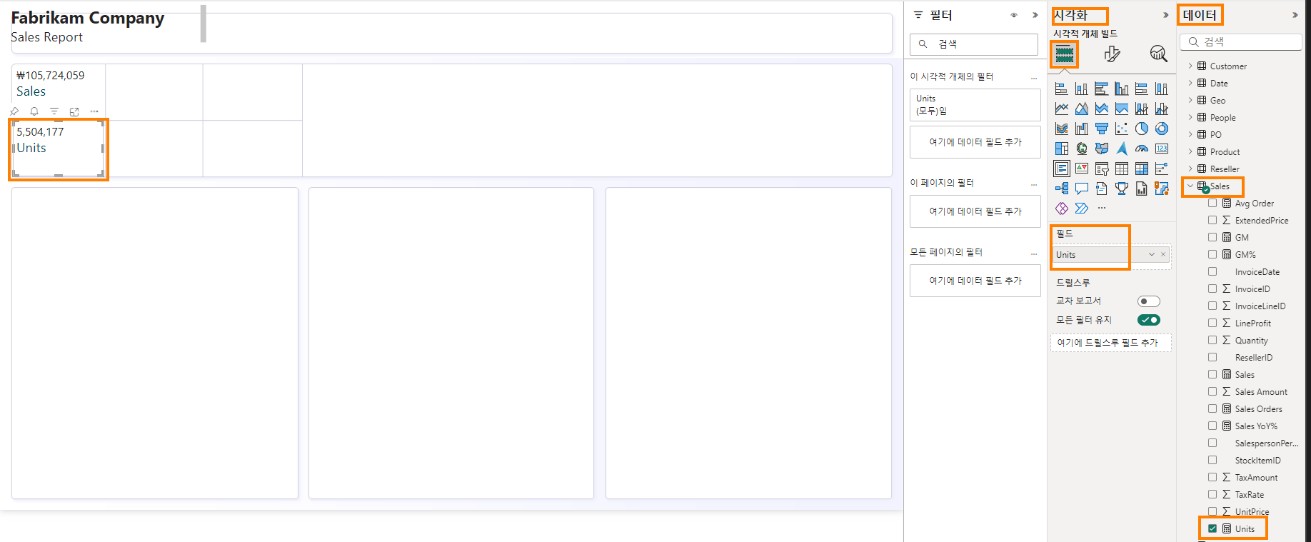 Fabrikam Company
Sales Report
₩105,724,059
Sales
5,504,177
Units
필터
검색
이 시각적 개체의 필터
...
Units
(모두)임
여기에 데이터 필드 추가
이 페이지의 필터
...
여기에 데이터 필드 추가
모든 페이지의 필터
...
여기에 데이터 필드 추가
시각화
시각적 개체 빌드
필드
Units
드릴스루
교차 보고서
모든 필터 유지
여기에 드릴스루 필드 추가
데이터
검색
Customer
Date
Geo
People
PO
Product
Reseller
Sales
Avg Order
ExtendedPrice
GM
GM%
InvoiceDate
InvoiceID
InvoiceLineID
LineProfit
Quantity
ResellerID
Sales
Sales Amount
Sales Orders
Sales YoY%
SalespersonPer...
StockItemID
TaxAmount
TaxRate
UnitPrice
Units